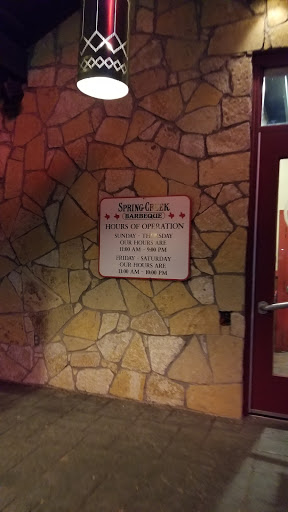 SPRING CREEK
BARBEQUE
HOURS OF OPERATION
SUNDAY - THURSDAY
OUR HOURS ARE
11:00 AM - 9:00 PM
FRIDAY - SATURDAY
OUR HOURS ARE
11:00 AM - 10:00 PM